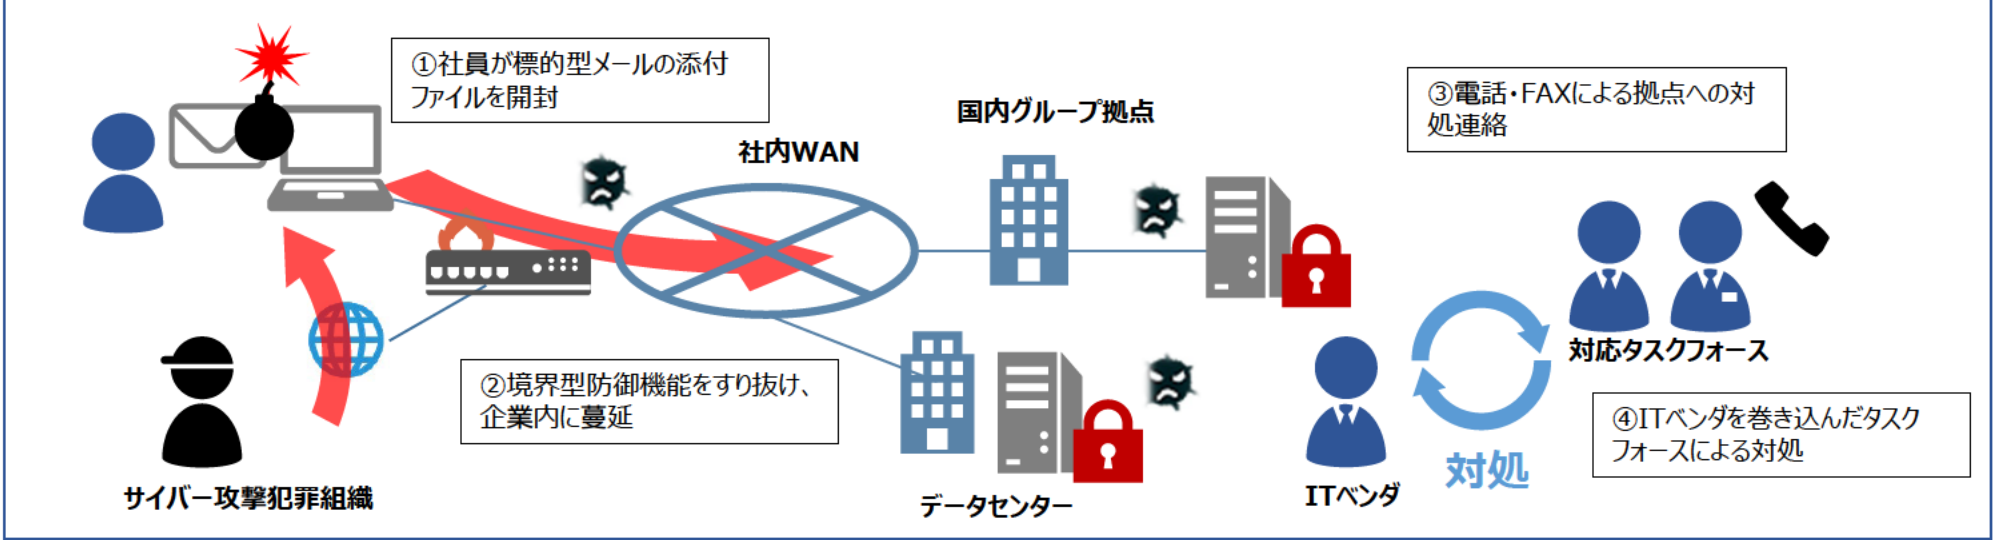 ①社員が標的型メールの添付
ファイルを開封
社内WAN
国内グループ拠点
③電話・FAXによる拠点への対
処連絡
②境界型防御機能をすり抜け、
企業内に蔓延
サイバー攻撃犯罪組織
データセンター
対応タスクフォース
④ITベンダを巻き込んだタスク
フォースによる対処
対処
ITベンダ